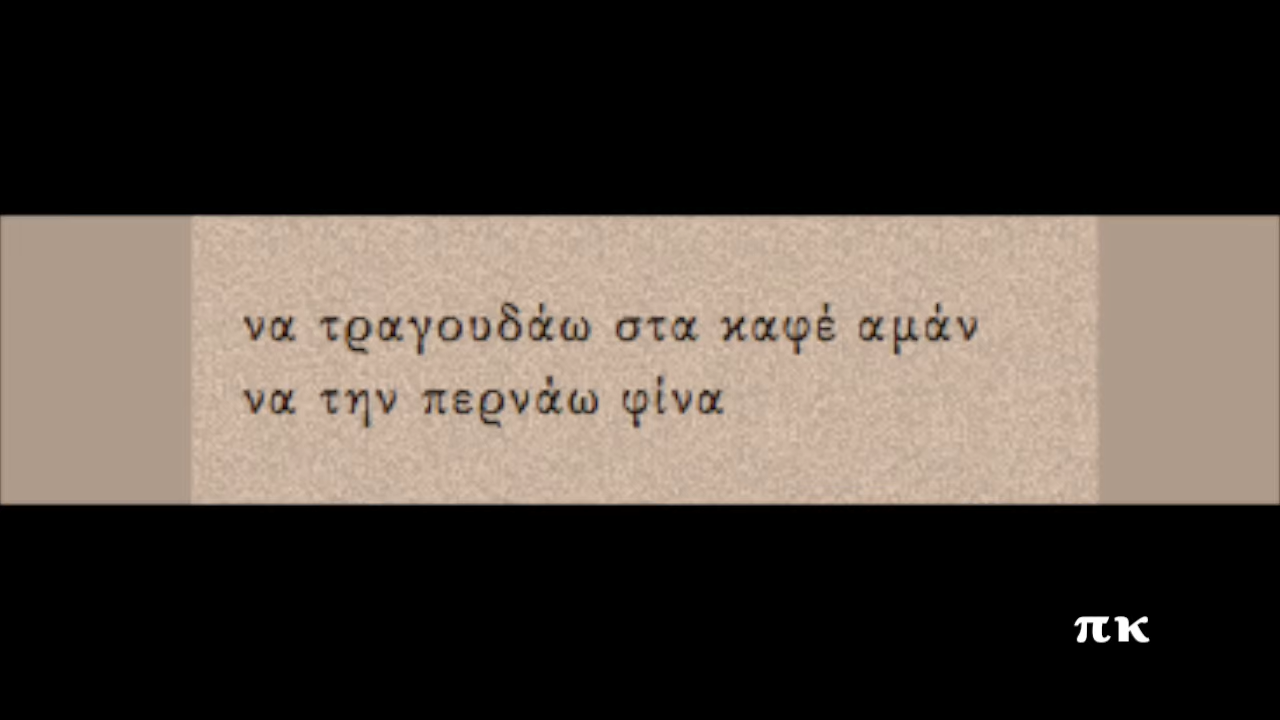 να τραγουδάω στα καφέ αμάν
να την περνάω φίνα
πκ